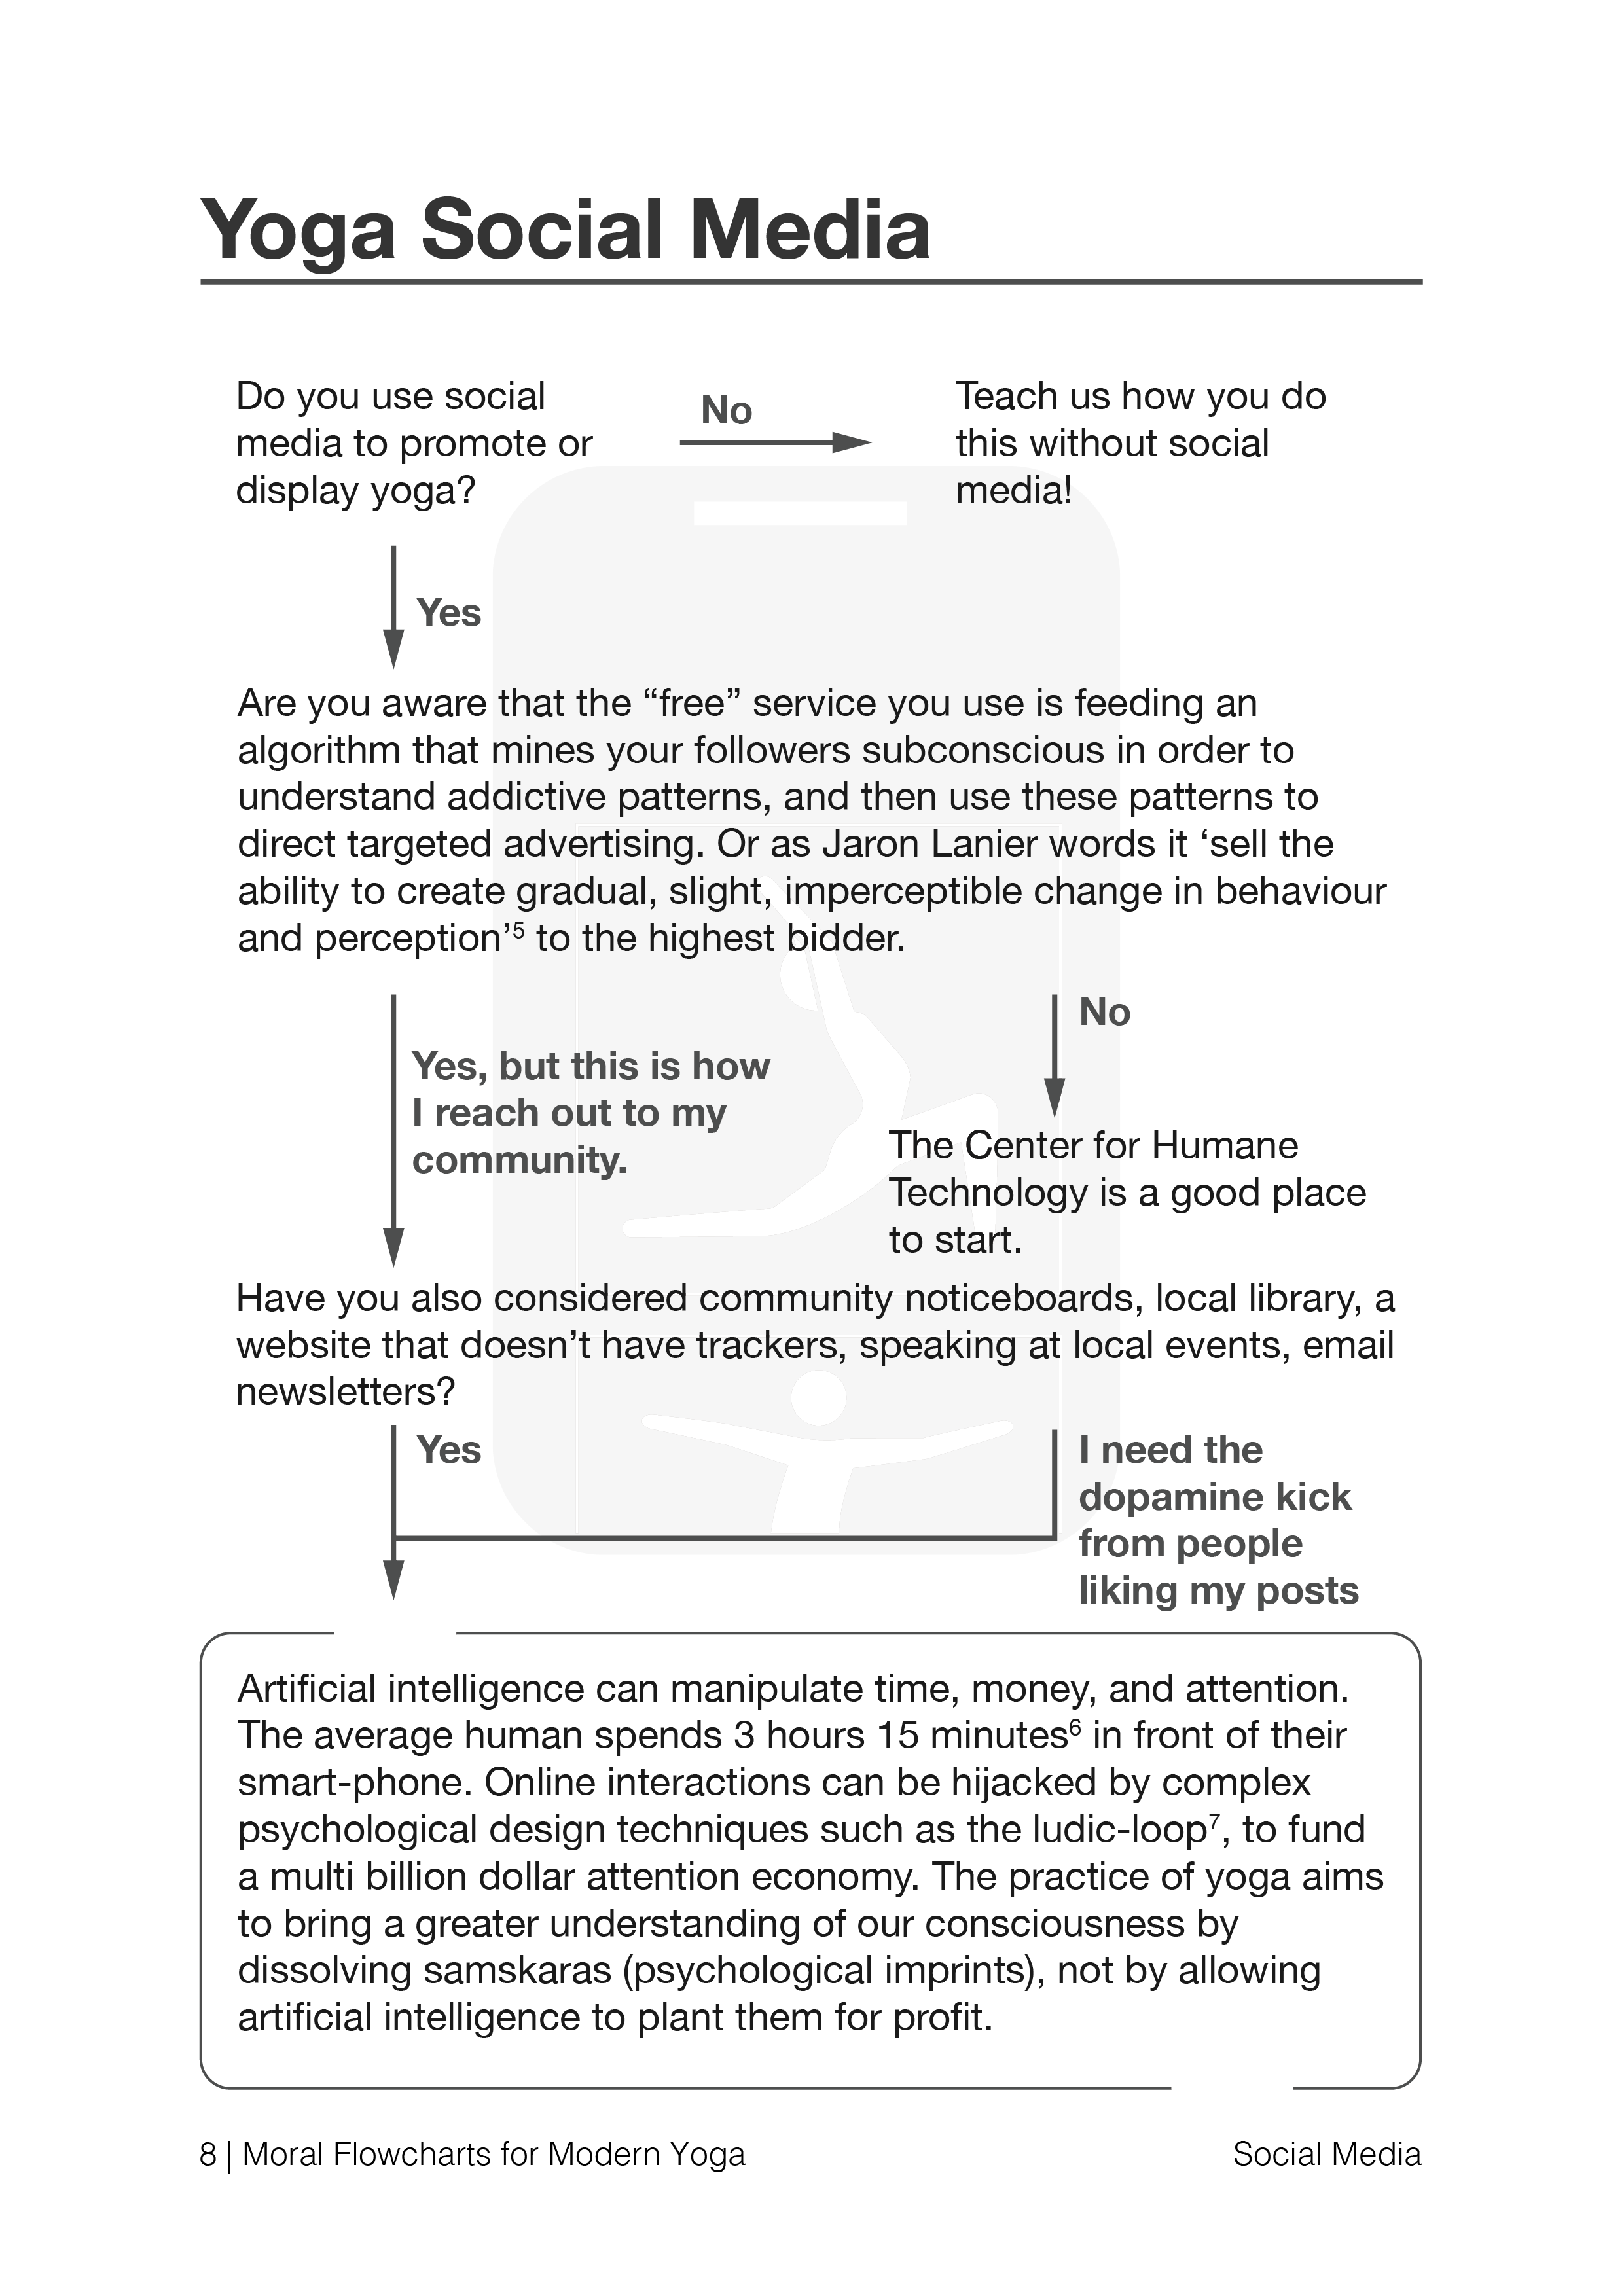 Yoga Social Media
Do you use social
media to promote or
display yoga?
No
Teach us how you do
this without social
media!
Yes
Are you aware that the “free” service you use is feeding an
algorithm that mines your followers subconscious in order to
understand addictive patterns, and then use these patterns to
direct targeted advertising. Or as Jaron Lanier words it ‘sell the
ability to create gradual, slight, imperceptible change in behaviour
and perception’⁵ to the highest bidder.
Yes, but this is how
I reach out to my
community.
No
The Center for Humane
Technology is a good place
to start.
Have you also considered community noticeboards, local library, a
website that doesn’t have trackers, speaking at local events, email
newsletters?
Yes
I need the
dopamine kick
from people
liking my posts
Artificial intelligence can manipulate time, money, and attention.
The average human spends 3 hours 15 minutes⁶ in front of their
smart-phone. Online interactions can be hijacked by complex
psychological design techniques such as the ludic-loop⁷, to fund
a multi billion dollar attention economy. The practice of yoga aims
to bring a greater understanding of our consciousness by
dissolving samskaras (psychological imprints), not by allowing
artificial intelligence to plant them for profit.
8 | Moral Flowcharts for Modern Yoga
Social Media